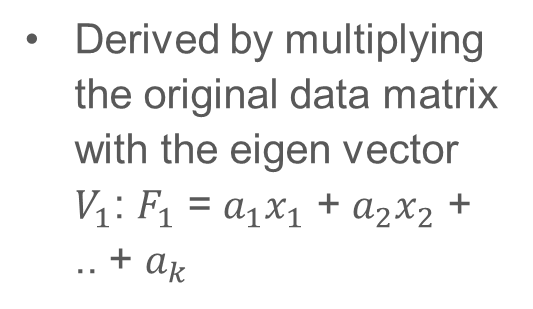 • Derived by multiplying
the original data matrix
with the eigen vector
V₁: F₁ = a₁x₁ + a₂x₂ +
.. + aₖ